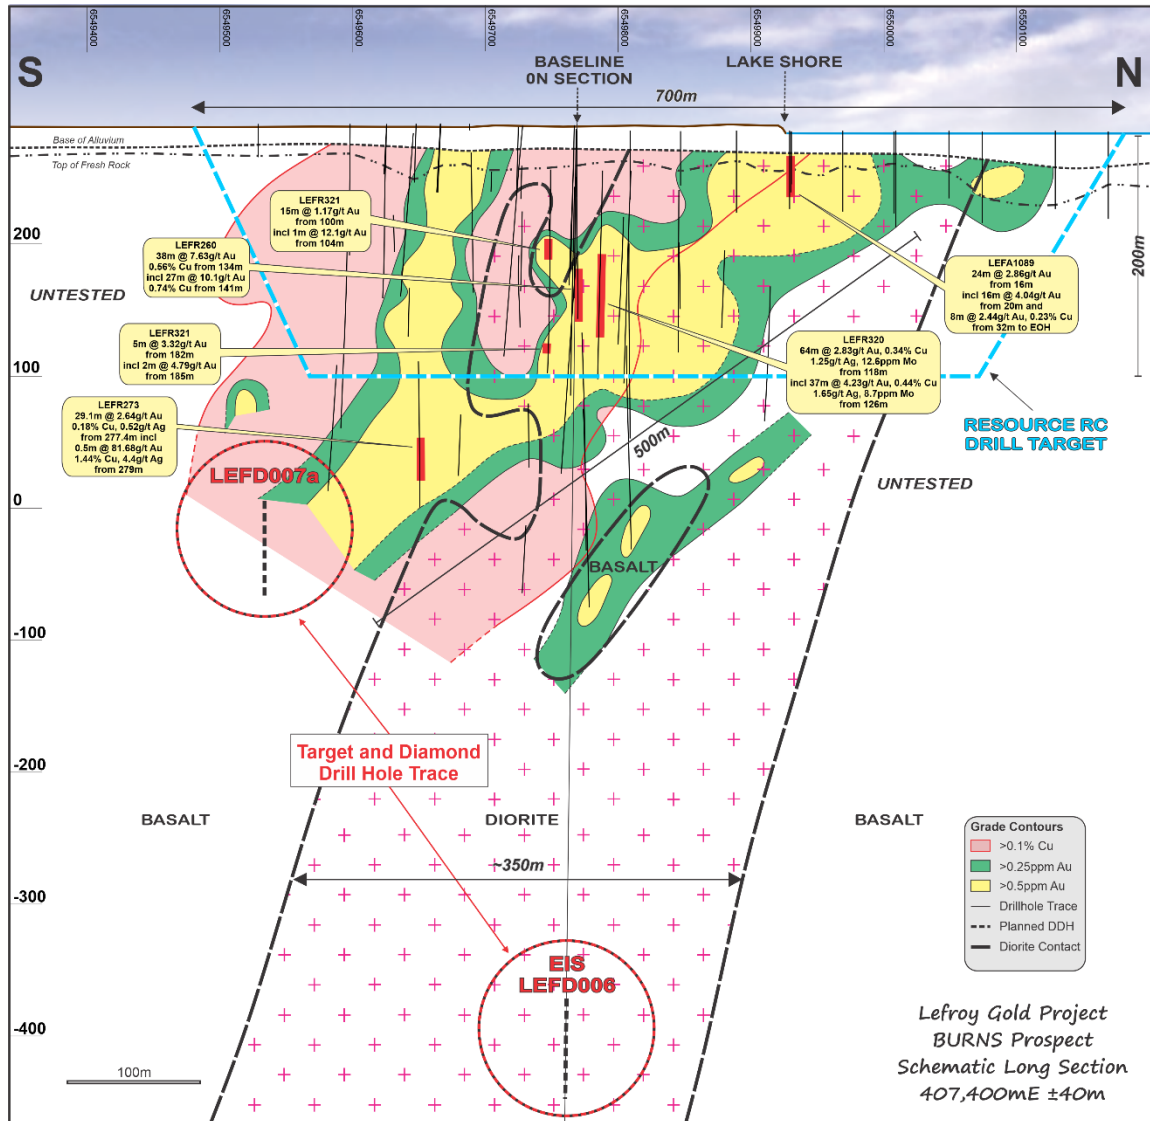 6549400
6549500
6549600
6549700
6549800
6549900
6550000
6550100
S
N
BASELINE
0N SECTION
LAKE SHORE
700m
Base of Alluvium
Top of Fresh Rock
200
100
0
-100
-200
-300
-400
UNTESTED
LEFR321
15m @ 1.17g/t Au
from 100m
incl 1m @ 12.1g/t Au
from 104m
LEFR260
38m @ 7.63g/t Au
0.56% Cu from 134m
incl 27m @ 10.1g/t Au
0.74% Cu from 141m
LEFR321
5m @ 3.32g/t Au
from 182m
incl 2m @ 4.79g/t Au
from 185m
LEFR273
29.1m @ 2.64g/t Au
0.18% Cu, 0.52g/t Ag
from 277.4m incl
0.5m @ 81.68g/t Au
1.44% Cu, 4.4g/t Ag
from 279m
LEFA1089
24m @ 2.86g/t Au
from 16m
incl 16m @ 4.04g/t Au
from 20m and
8m @ 2.44g/t Au, 0.23% Cu
from 32m to EOH
LEFR320
64m @ 2.83g/t Au, 0.34% Cu
1.25g/t Ag, 12.6ppm Mo
from 118m
incl 37m @ 4.23g/t Au, 0.44% Cu
1.65g/t Ag, 8.7ppm Mo
from 126m
200m
RESOURCE RC
DRILL TARGET
500m
UNTESTED
LEFD007a
BASALT
Target and Diamond
Drill Hole Trace
BASALT
DIORITE
BASALT
~350m
EIS
LEFD006
Grade Contours
>0.1% Cu
>0.25ppm Au
>0.5ppm Au
Drillhole Trace
Planned DDH
Diorite Contact
100m
Lefroy Gold Project
BURNS Prospect
Schematic Long Section
407,400mE ±40m